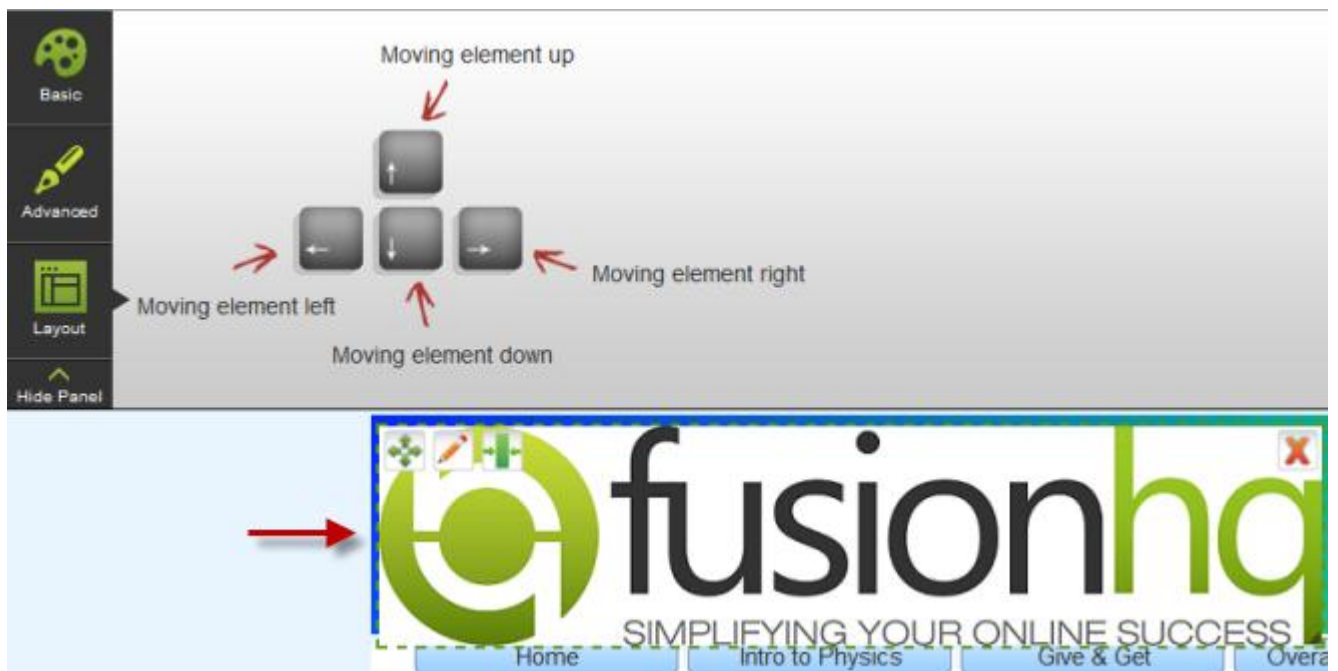 Basic
Advanced
Layout
Hide Panel
Moving element up
Moving element left
Moving element right
Moving element down
fusionhq
SIMPLIFYING YOUR ONLINE SUCCESS
Home
Intro to Physics
Give & Get
Overa